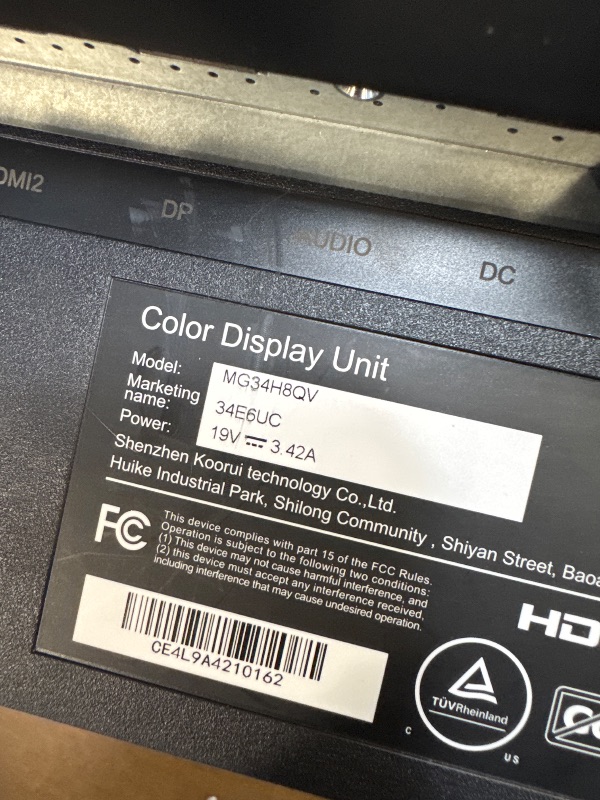 DP
AUDIO
DC
Color Display Unit
Model: MG34H8QV
Marketing name: 34E6UC
Power: 19V 3.42A
Shenzhen Koorui technology Co.,Ltd.
Huike Industrial Park, Shilong Community , Shiyan Street,
FC
This device complies with part 15 of the FCC Rules.
Operation is subject to the following two conditions:
(1) This device may not cause harmful interference, and
(2) this device must accept any interference received,
including interference that may cause undesired operation.
CE4L9A4210162
TÜVRheinland
C US